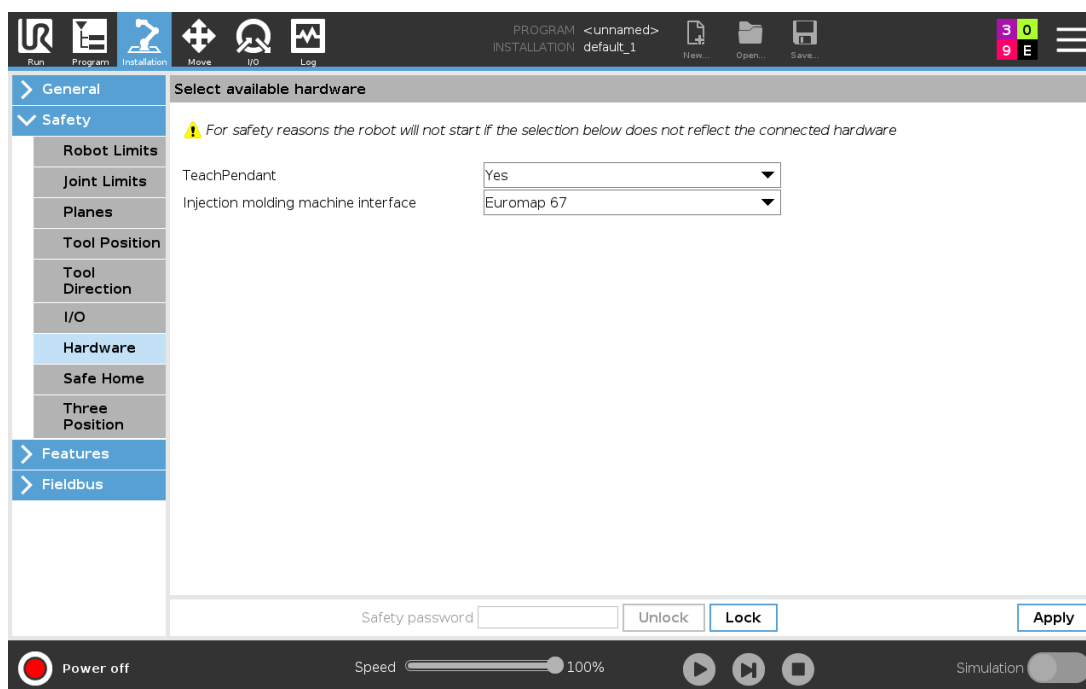 PROGRAM <unnamed>
INSTALLATION default_1
Run Program Installation Move I/O Log New... Open... Save...
3 0
9 E
General
Safety
Robot Limits
Joint Limits
Planes
Tool Position
Tool
Direction
I/O
Hardware
Safe Home
Three
Position
Features
Fieldbus
Select available hardware
For safety reasons the robot will not start if the selection below does not reflect the connected hardware
TeachPendant Yes
Injection molding machine interface Euromap 67
Safety password Unlock Lock Apply
Power off Speed 100% Simulation